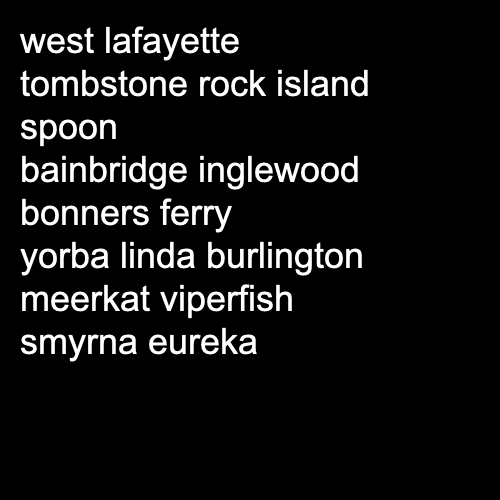 west lafayette
tombstone rock island
spoon
bainbridge inglewood
bonners ferry
yorba linda burlington
meerkat viperfish
smyrna eureka